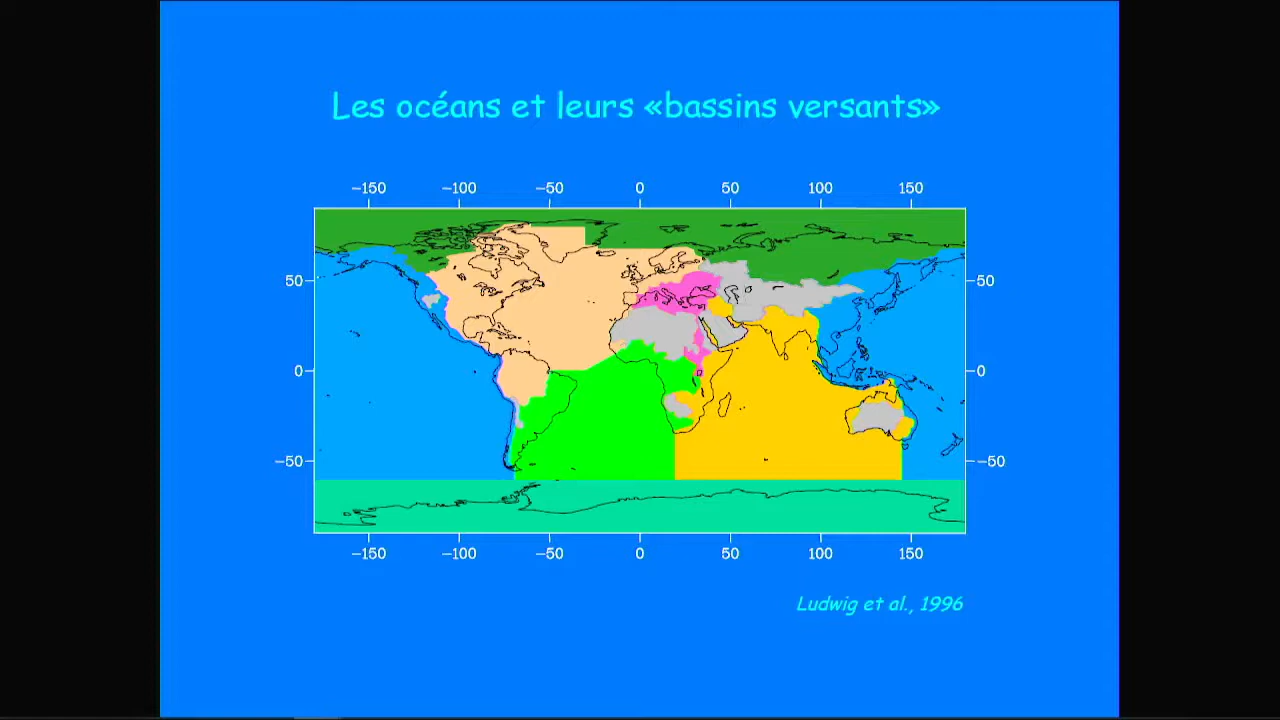 Les océans et leurs «bassins versants»
−150 −100 −50 0 50 100 150
50 50
0 0
−50 −50
−150 −100 −50 0 50 100 150
Ludwig et al., 1996